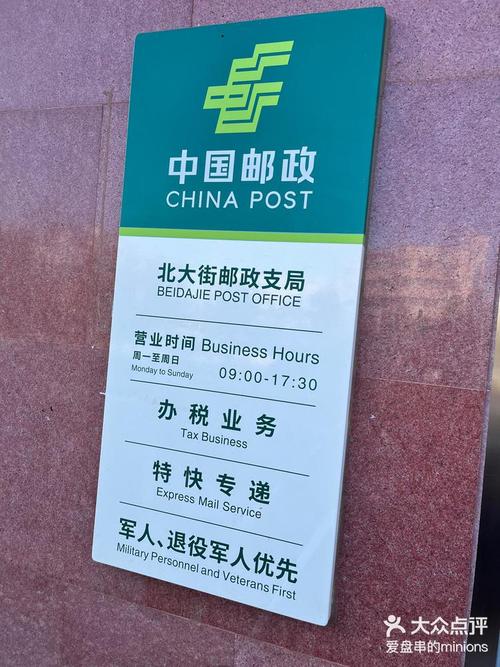 中国邮政
CHINA POST
北大街邮政支局
BEIDAJIE POST OFFICE
营业时间 Business Hours
周一至周日
Monday to Sunday 09:00-17:30
办税业务
Tax Business
特快专递
Express Mail Service
军人、退役军人优先
Military Personnel and Veterans First
大众点评
爱盘串的minions